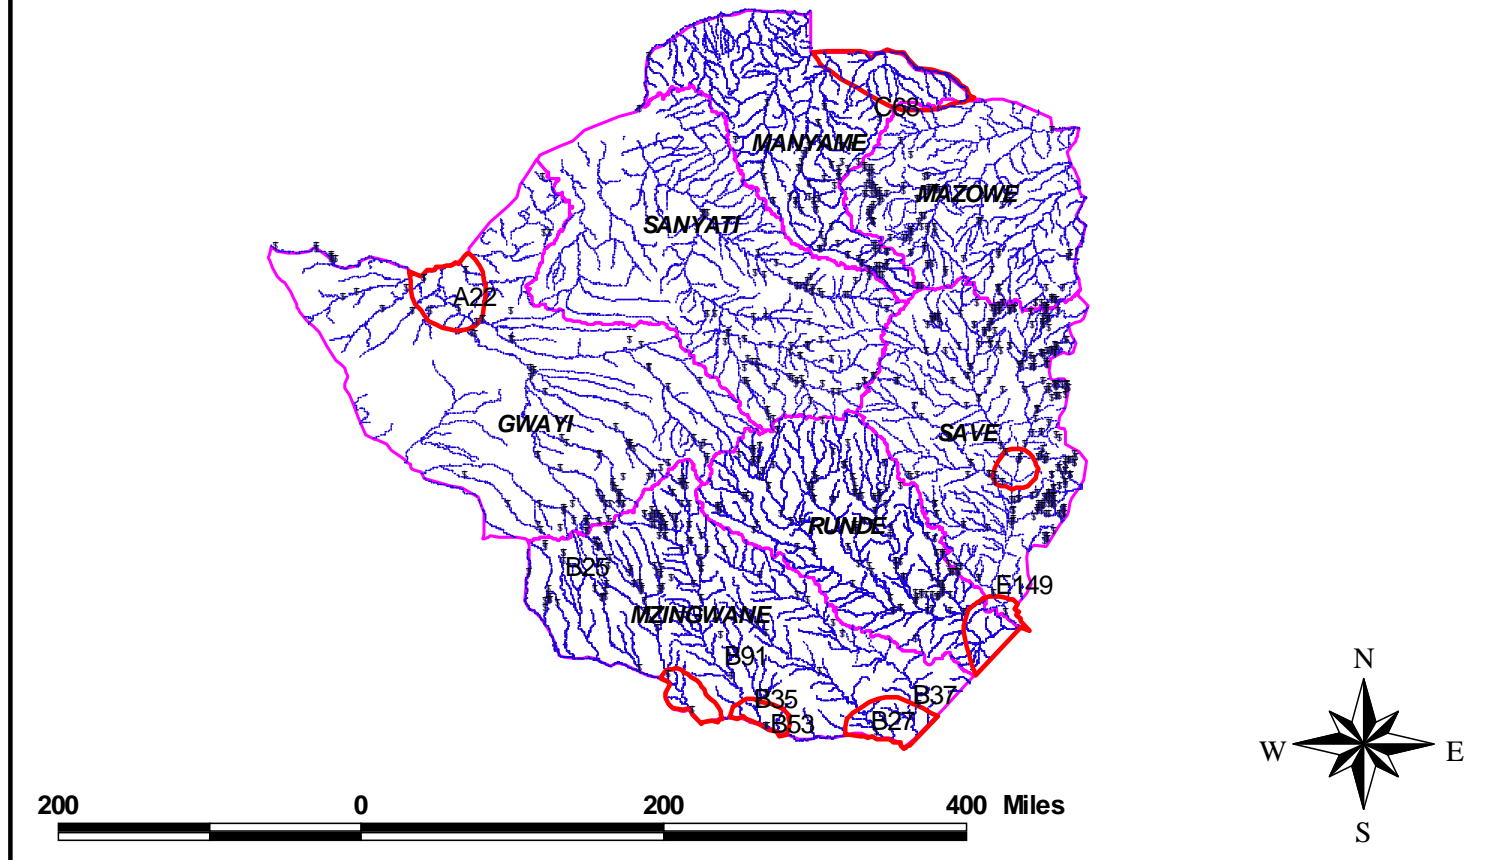 C68
MANYAME
MAZOWE
SANYATI
A22
GWAYI
SAVE
RUNDE
B25
E149
MZINGWANE
B91
B35
B37
B53
B27
N
W E
S
200 0 200 400 Miles